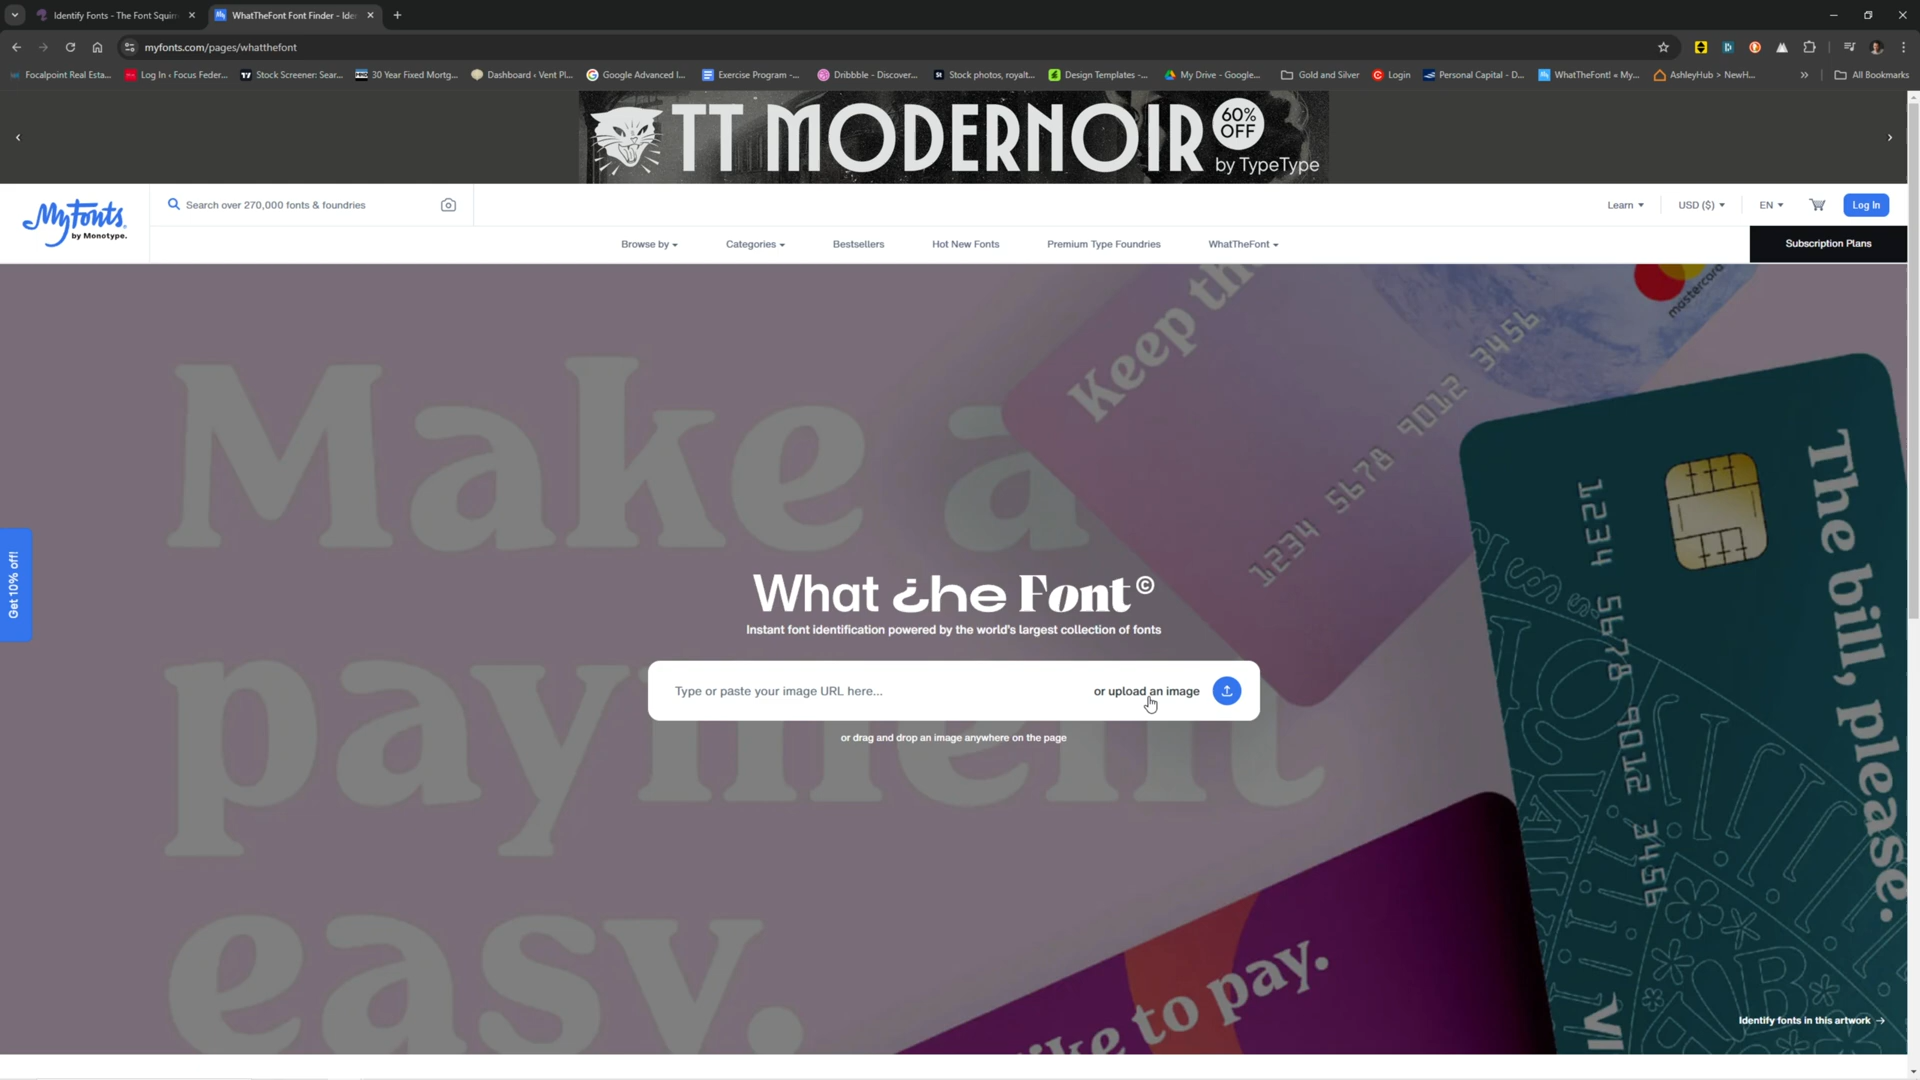 Identify Fonts - The Font Squirr
WhatTheFont Font Finder - Ide
myfonts.com/pages/whatthefont
Focalpoint Real Esta...
Log In ‹ Focus Feder...
Stock Screener: Sear...
30 Year Fixed Mortg...
Dashboard ‹ Vent Pl...
Google Advanced I...
Exercise Program -...
Dribbble - Discover...
Stock photos, royalt...
Design Templates -...
My Drive - Google...
Gold and Silver
Login
Personal Capital - D...
WhatTheFont! « My...
AshleyHub > NewH...
All Bookmarks
TT MODERNOIR
60% OFF
by TypeType
MyFonts
by Monotype.
Search over 270,000 fonts & foundries
Learn
USD ($)
EN
Log In
Browse by
Categories
Bestsellers
Hot New Fonts
Premium Type Foundries
WhatTheFont
Subscription Plans
Keep the
mastercard
1234 5678 9012 3456
Make a
payment
easy.
The bill, please.
1234 5678 9012 3456
Get 10% off!
What the Font©
Instant font identification powered by the world's largest collection of fonts
Type or paste your image URL here...
or upload an image
or drag and drop an image anywhere on the page
to pay.
Identify fonts in this artwork →